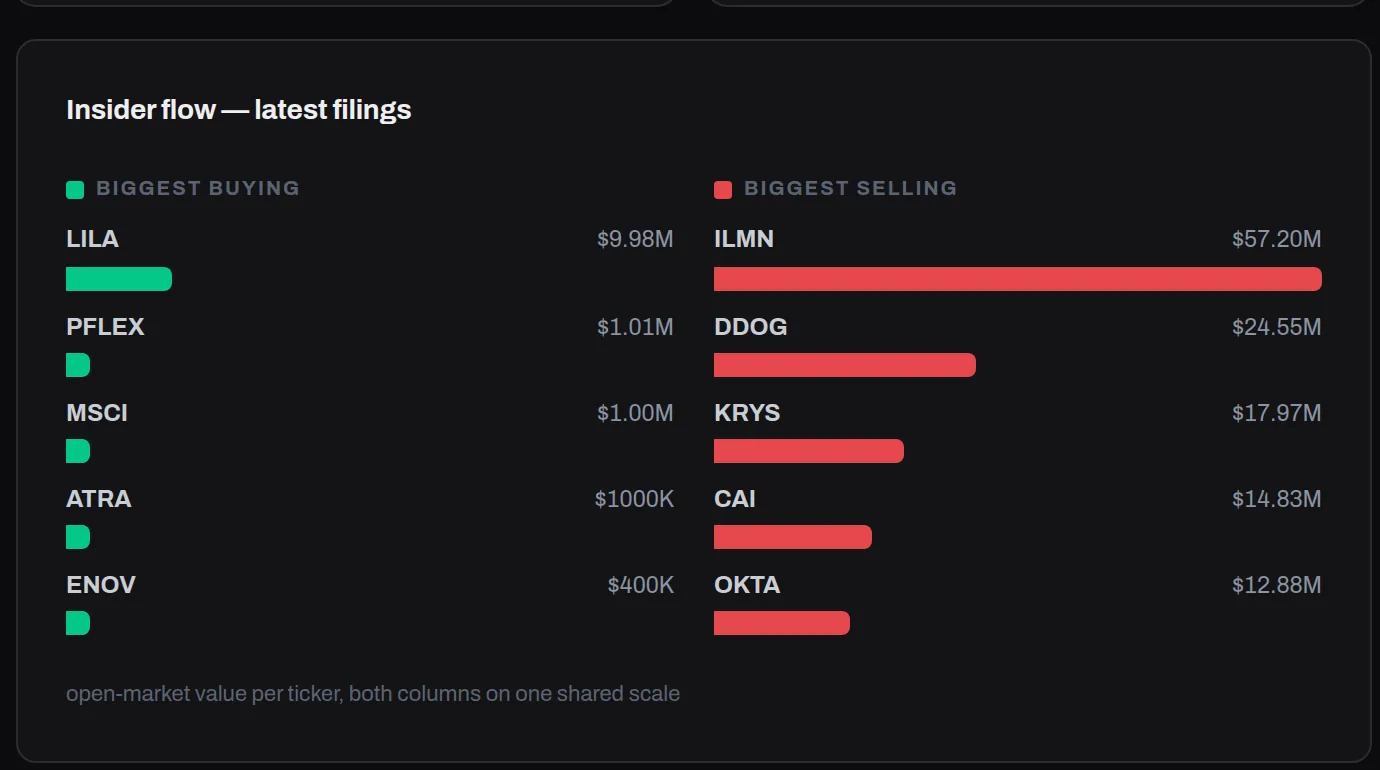 Insider flow — latest filings
BIGGEST BUYING
LILA $9.98M
PFLEX $1.01M
MSCI $1.00M
ATRA $1000K
ENOV $400K
BIGGEST SELLING
ILMN $57.20M
DDOG $24.55M
KRYS $17.97M
CAI $14.83M
OKTA $12.88M
open-market value per ticker, both columns on one shared scale